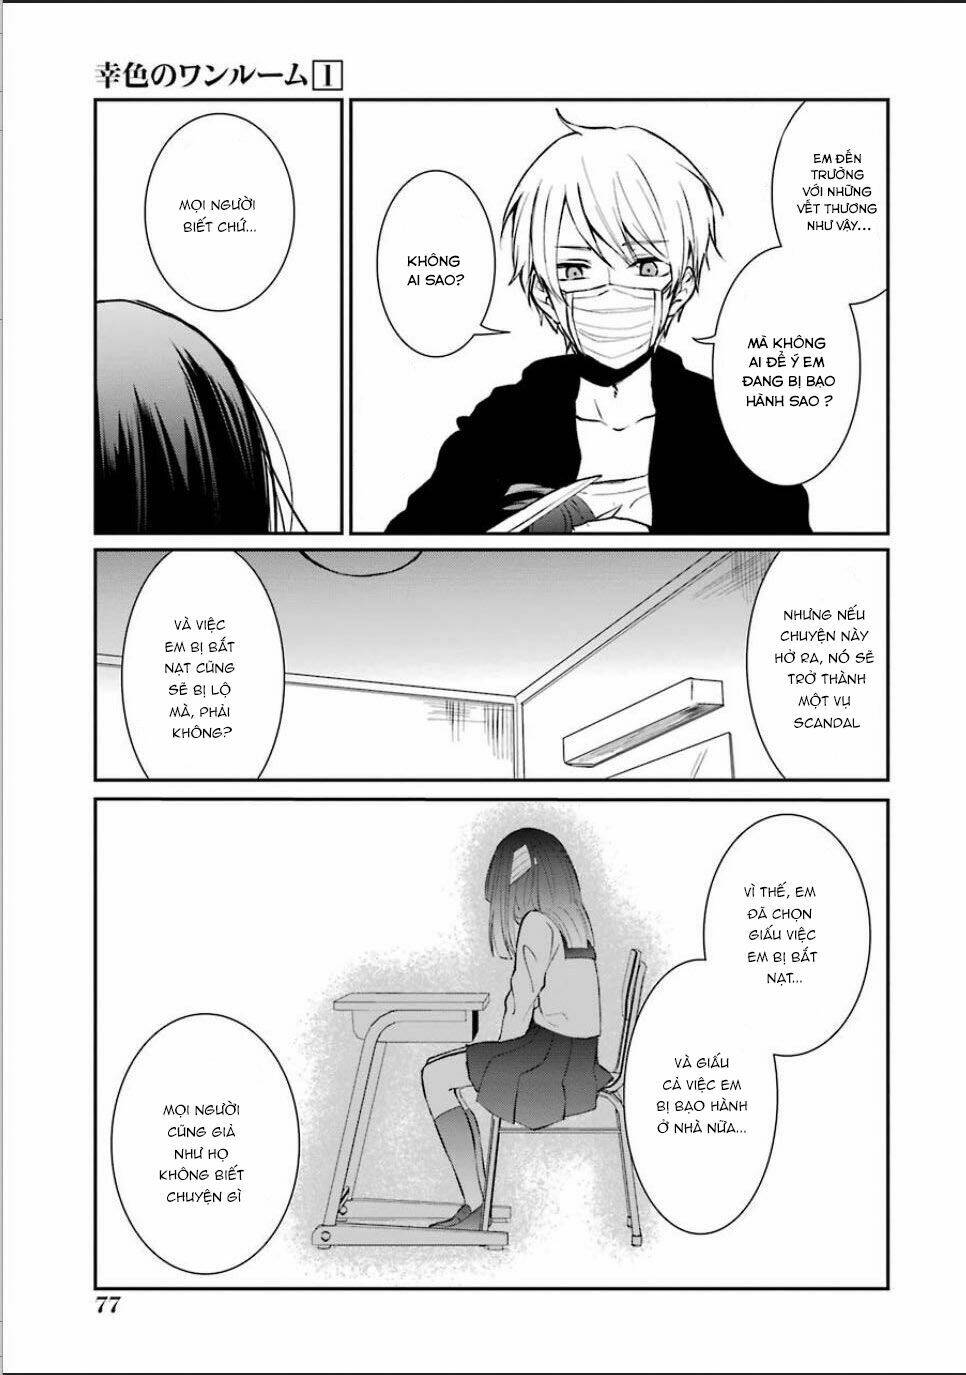 幸色のワンルーム 1
EM ĐẾN
TRƯỜNG
VỚI NHỮNG
VẾT THƯƠNG
NHƯ VẬY...
MÀ KHÔNG
AI ĐỂ Ý EM
ĐANG BỊ BẠO
HÀNH SAO ?
KHÔNG
AI SAO?
MỌI NGƯỜI
BIẾT CHỨ...
NHƯNG NẾU
CHUYỆN NÀY
HỞ RA, NÓ SẼ
TRỞ THÀNH
MỘT VỤ
SCANDAL
VÀ VIỆC
EM BỊ BẮT
NẠT CŨNG
SẼ BỊ LỘ
MÀ, PHẢI
KHÔNG?
VÌ THẾ, EM
ĐÃ CHỌN
GIẤU VIỆC
EM BỊ BẮT
NẠT...
VÀ GIẤU
CẢ VIỆC EM
BỊ BẠO HÀNH
Ở NHÀ NỮA...
MỌI NGƯỜI
CŨNG GIẢ
NHƯ HỌ
KHÔNG BIẾT
CHUYỆN GÌ
77